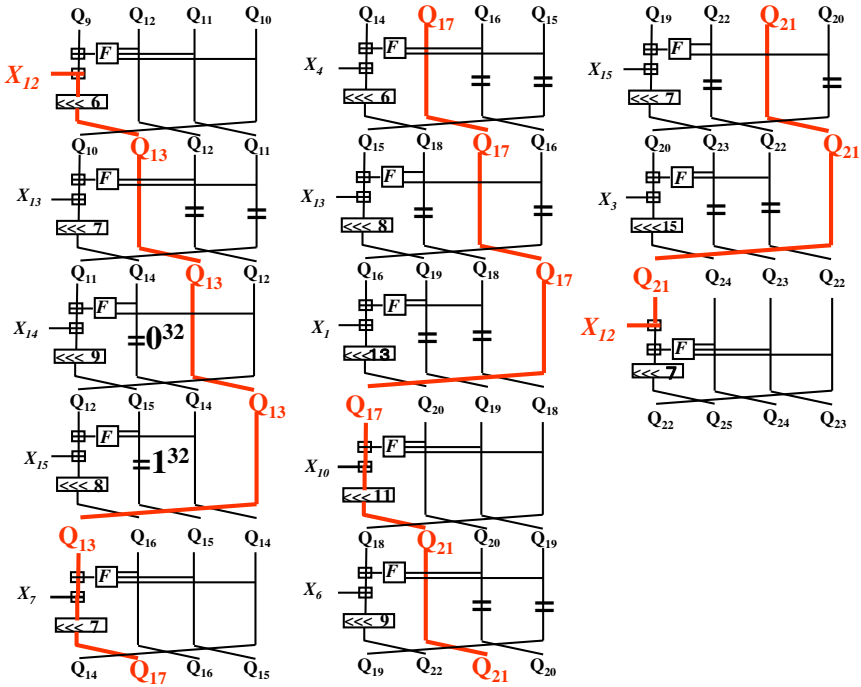 Q9 Q12 Q11 Q10
F
X12
<<< 6
Q10 Q13 Q12 Q11
F
X13
<<< 7
Q11 Q14 Q13 Q12
F
X14
0^32
<<< 9
Q12 Q15 Q14 Q13
F
X15
1^32
<<< 8
Q13 Q16 Q15 Q14
F
X7
<<< 7
Q14 Q17 Q16 Q15
Q14 Q17 Q16 Q15
F
X4
<<< 6
Q15 Q18 Q17 Q16
F
X13
<<< 8
Q16 Q19 Q18 Q17
F
X1
<<< 13
Q17 Q20 Q19 Q18
F
X10
<<< 11
Q18 Q21 Q20 Q19
F
X6
<<< 9
Q19 Q22 Q21 Q20
Q19 Q22 Q21 Q20
F
X15
<<< 7
Q20 Q23 Q22 Q21
F
X3
<<<15
Q21 Q24 Q23 Q22
X12
F
<<< 7
Q22 Q25 Q24 Q23